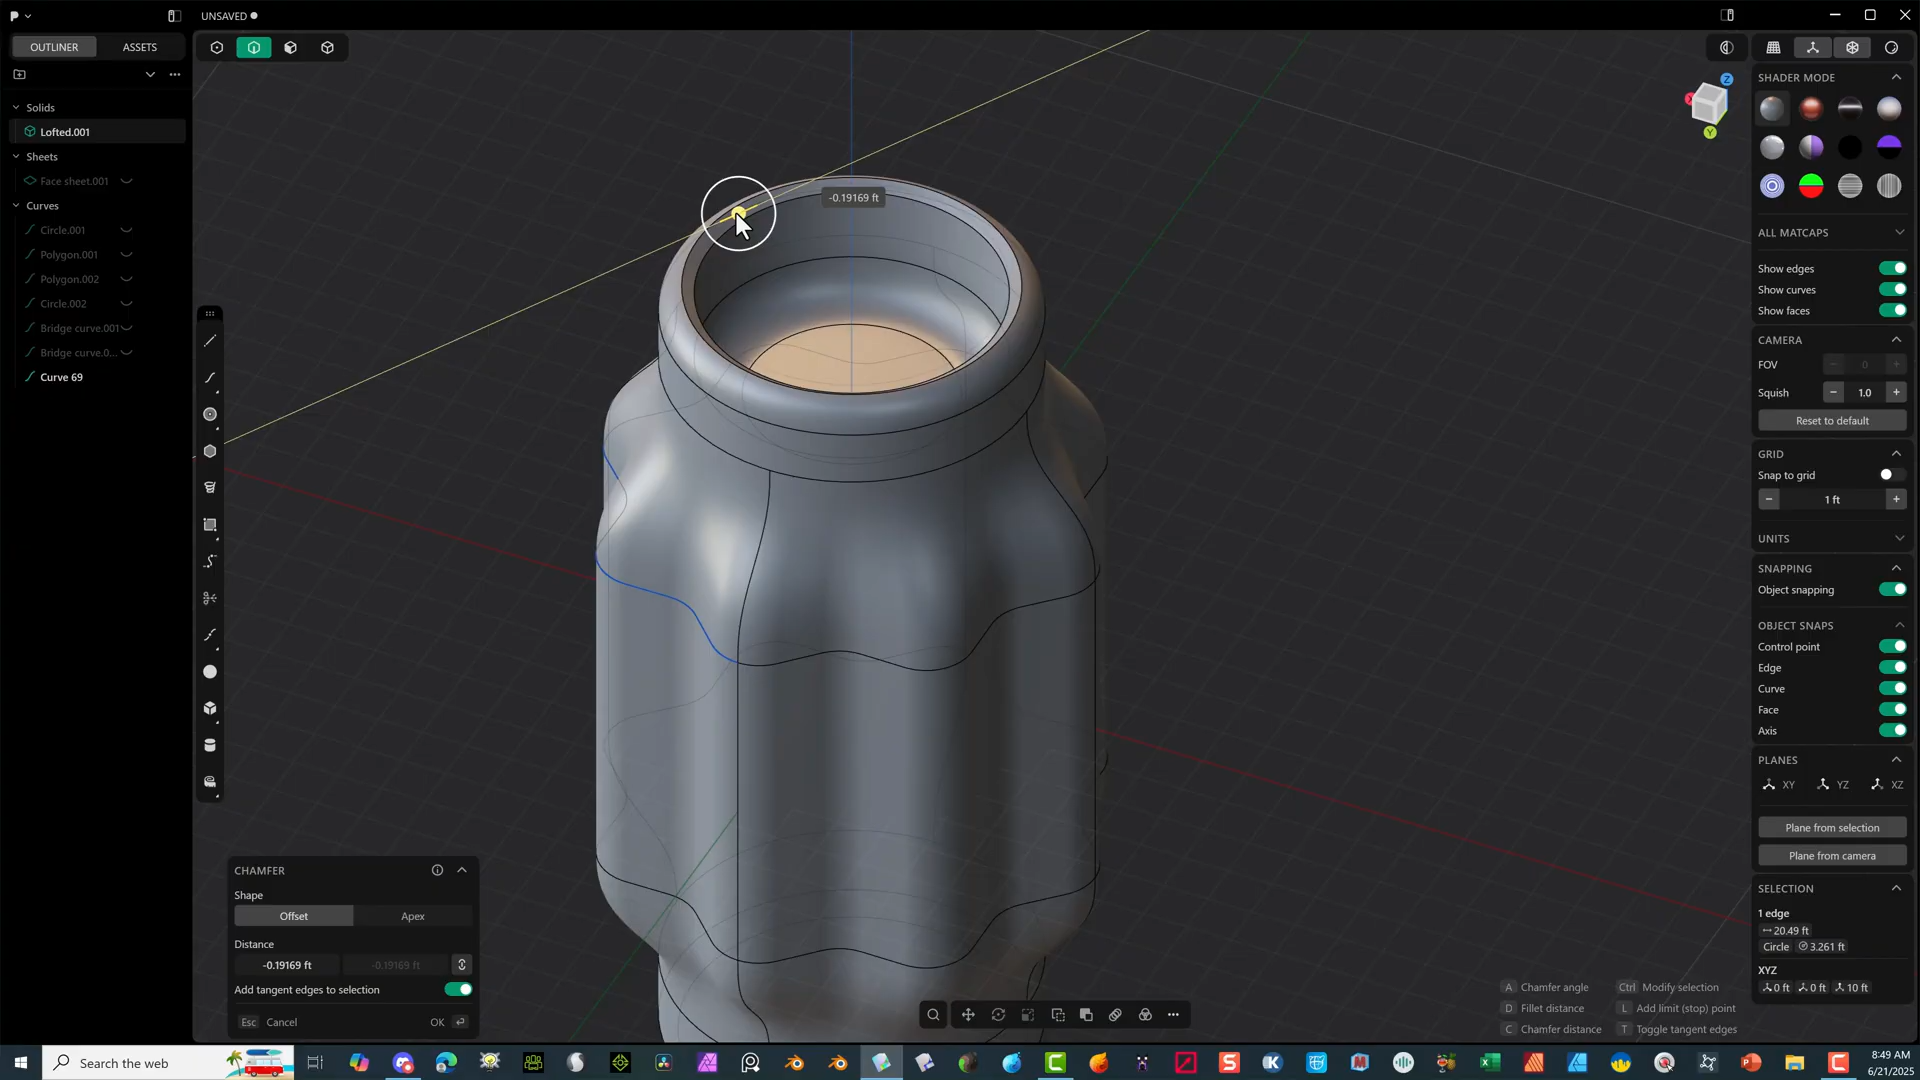 UNSAVED
OUTLINER
ASSETS
Solids
Lofted.001
Sheets
Face sheet.001
Curves
Circle.001
Polygon.001
Polygon.002
Circle.002
Bridge curve.001
Bridge curve.0...
Curve 69
-0.19169 ft
X
Z
Y
SHADER MODE
ALL MATCAPS
Show edges
Show curves
Show faces
CAMERA
FOV
0
Squish
1.0
Reset to default
GRID
Snap to grid
1 ft
UNITS
SNAPPING
Object snapping
OBJECT SNAPS
Control point
Edge
Curve
Face
Axis
PLANES
XY YZ XZ
Plane from selection
Plane from camera
SELECTION
1 edge
20.49 ft
Circle 3.261 ft
XYZ
0 ft 0 ft 10 ft
CHAMFER
Shape
Offset Apex
Distance
-0.19169 ft -0.19169 ft
Add tangent edges to selection
Esc Cancel OK
A Chamfer angle Ctrl Modify selection
D Fillet distance L Add limit (stop) point
C Chamfer distance T Toggle tangent edges
Search the web
8:49 AM
6/21/2025